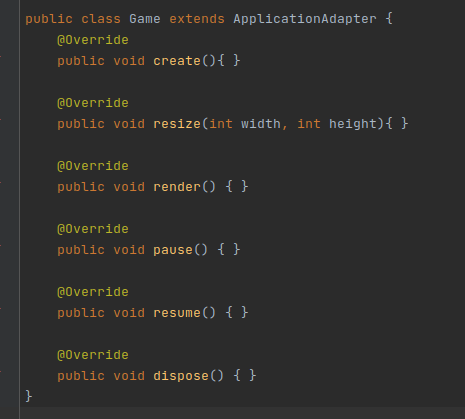 public class Game extends ApplicationAdapter {
    @Override
    public void create(){ }

    @Override
    public void resize(int width, int height){ }

    @Override
    public void render() { }

    @Override
    public void pause() { }

    @Override
    public void resume() { }

    @Override
    public void dispose() { }
}